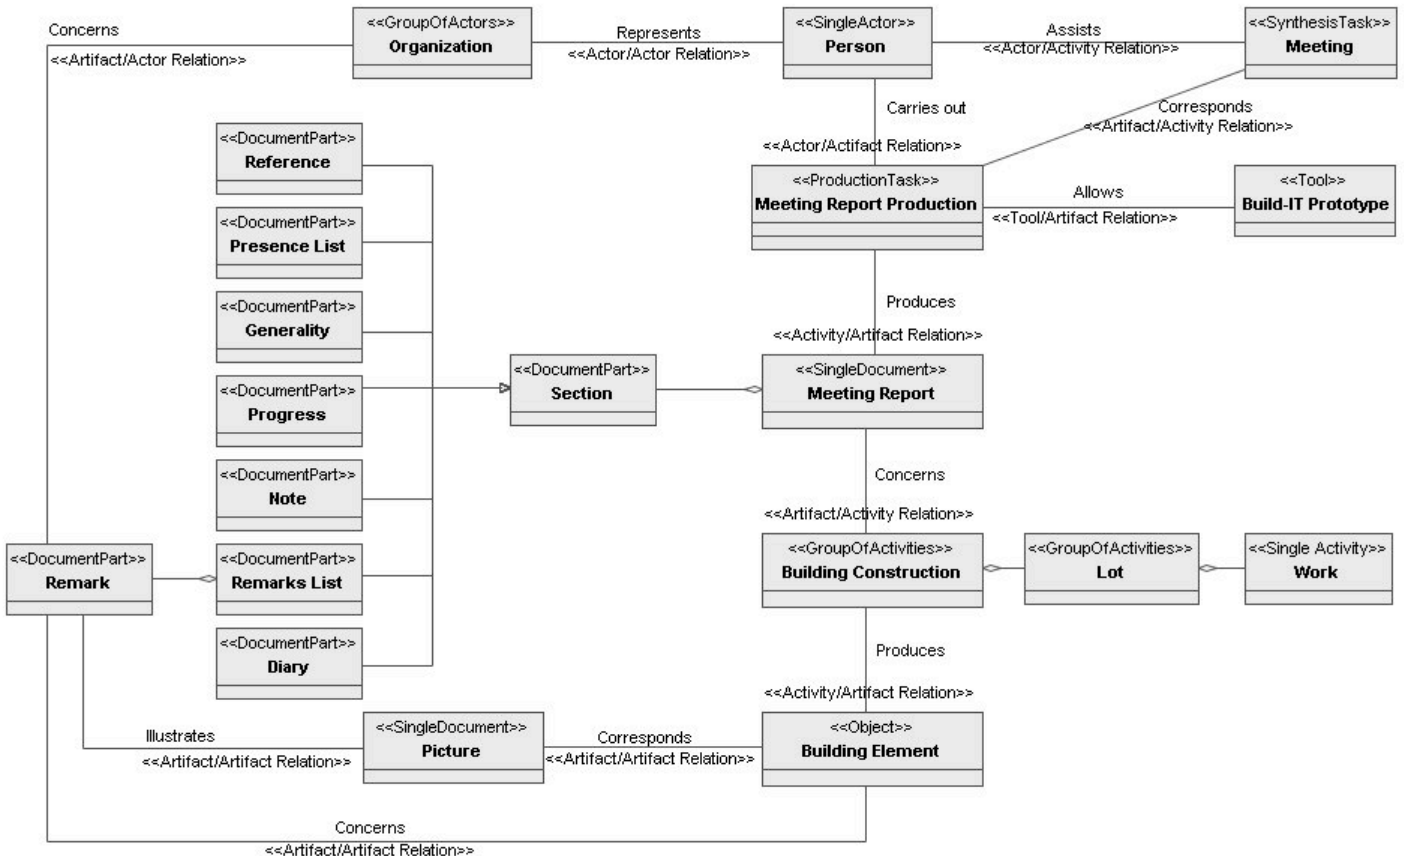 Concerns
<<Artifact/Actor Relation>>
<<GroupOfActors>>
Organization
Represents
<<Actor/Actor Relation>>
<<SingleActor>>
Person
Assists
<<Actor/Activity Relation>>
<<SynthesisTask>>
Meeting
Carries out
<<Actor/Actifact Relation>>
Corresponds
<<Artifact/Activity Relation>>
<<DocumentPart>>
Reference
<<ProductionTask>>
Meeting Report Production
Allows
<<Tool/Artifact Relation>>
<<Tool>>
Build-IT Prototype
<<DocumentPart>>
Presence List
<<DocumentPart>>
Generality
Produces
<<Activity/Artifact Relation>>
<<DocumentPart>>
Progress
<<DocumentPart>>
Section
<<SingleDocument>>
Meeting Report
<<DocumentPart>>
Note
Concerns
<<Artifact/Activity Relation>>
<<DocumentPart>>
Remark
<<DocumentPart>>
Remarks List
<<GroupOfActivities>>
Building Construction
<<GroupOfActivities>>
Lot
<<Single Activity>>
Work
<<DocumentPart>>
Diary
Produces
<<Activity/Artifact Relation>>
Illustrates
<<Artifact/Artifact Relation>>
<<SingleDocument>>
Picture
Corresponds
<<Artifact/Artifact Relation>>
<<Object>>
Building Element
Concerns
<<Artifact/Artifact Relation>>